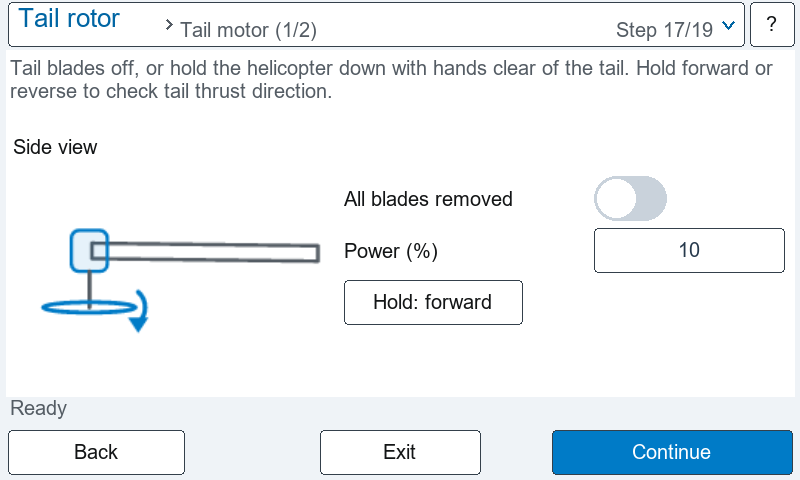 Tail rotor
> Tail motor (1/2)
Step 17/19
?
Tail blades off, or hold the helicopter down with hands clear of the tail. Hold forward or
reverse to check tail thrust direction.
Side view
All blades removed
Power (%)
10
Hold: forward
Ready
Back
Exit
Continue